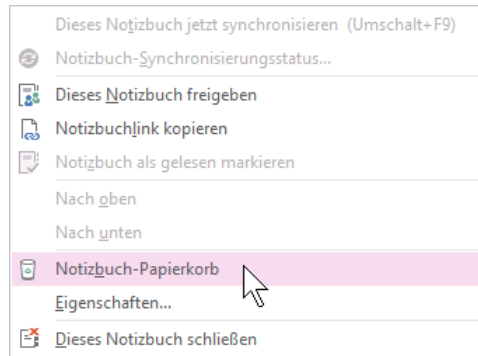 Dieses Notizbuch jetzt synchronisieren (Umschalt+F9)
Notizbuch-Synchronisierungsstatus...
Dieses Notizbuch freigeben
Notizbuchlink kopieren
Notizbuch als gelesen markieren
Nach oben
Nach unten
Notizbuch-Papierkorb
Eigenschaften...
Dieses Notizbuch schließen